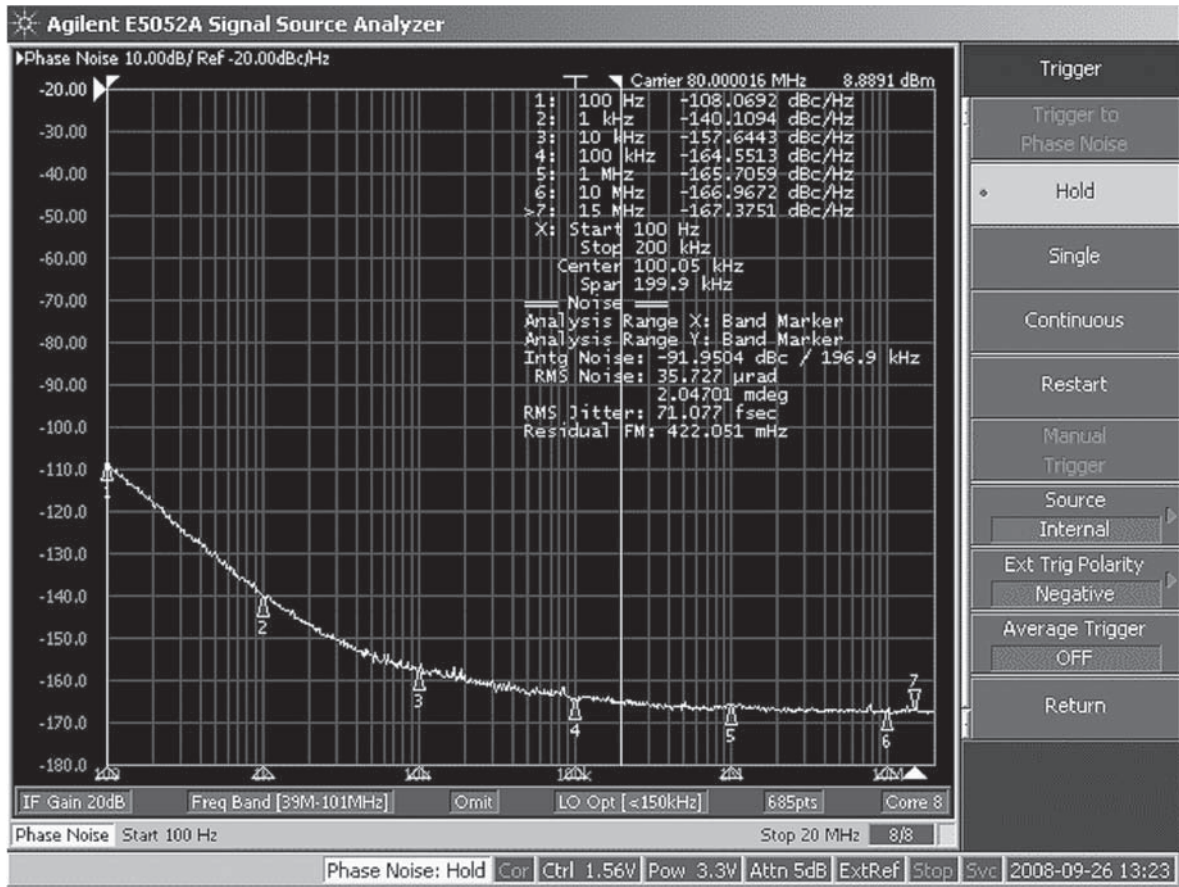 Agilent E5052A Signal Source Analyzer
Phase Noise 10.00dB/ Ref -20.00dBc/Hz
Carrier 80.000016 MHz 8.8891 dBm
-20.00
-30.00
-40.00
-50.00
-60.00
-70.00
-80.00
-90.00
-100.0
-110.0
-120.0
-130.0
-140.0
-150.0
-160.0
-170.0
-180.0
1: 100 Hz -108.0692 dBc/Hz
2: 1 kHz -140.1094 dBc/Hz
3: 10 kHz -157.6443 dBc/Hz
4: 100 kHz -164.5513 dBc/Hz
5: 1 MHz -165.7059 dBc/Hz
6: 10 MHz -166.9672 dBc/Hz
>7: 15 MHz -167.3751 dBc/Hz
X: Start 100 Hz
Stop 200 kHz
Center 100.05 kHz
Span 199.9 kHz
Noise
Analysis Range X: Band Marker
Analysis Range Y: Band Marker
Intg Noise: -91.9504 dBc / 196.9 kHz
RMS Noise: 35.727 µrad
2.04701 mdeg
RMS Jitter: 71.077 fsec
Residual FM: 422.051 mHz
2
3
4
5
6
7
100k
IF Gain 20dB
Freq Band [39M-101MHz]
Omit
LO Opt [<150kHz]
685pts
Corre 8
Phase Noise Start 100 Hz
Stop 20 MHz 8/8
Phase Noise: Hold Cor Ctrl 1.56V Pow 3.3V Attn 5dB ExtRef Stop Svc 2008-09-26 13:23
Trigger
Trigger to
Phase Noise
Hold
Single
Continuous
Restart
Manual
Trigger
Source
Internal
Ext Trig Polarity
Negative
Average Trigger
OFF
Return